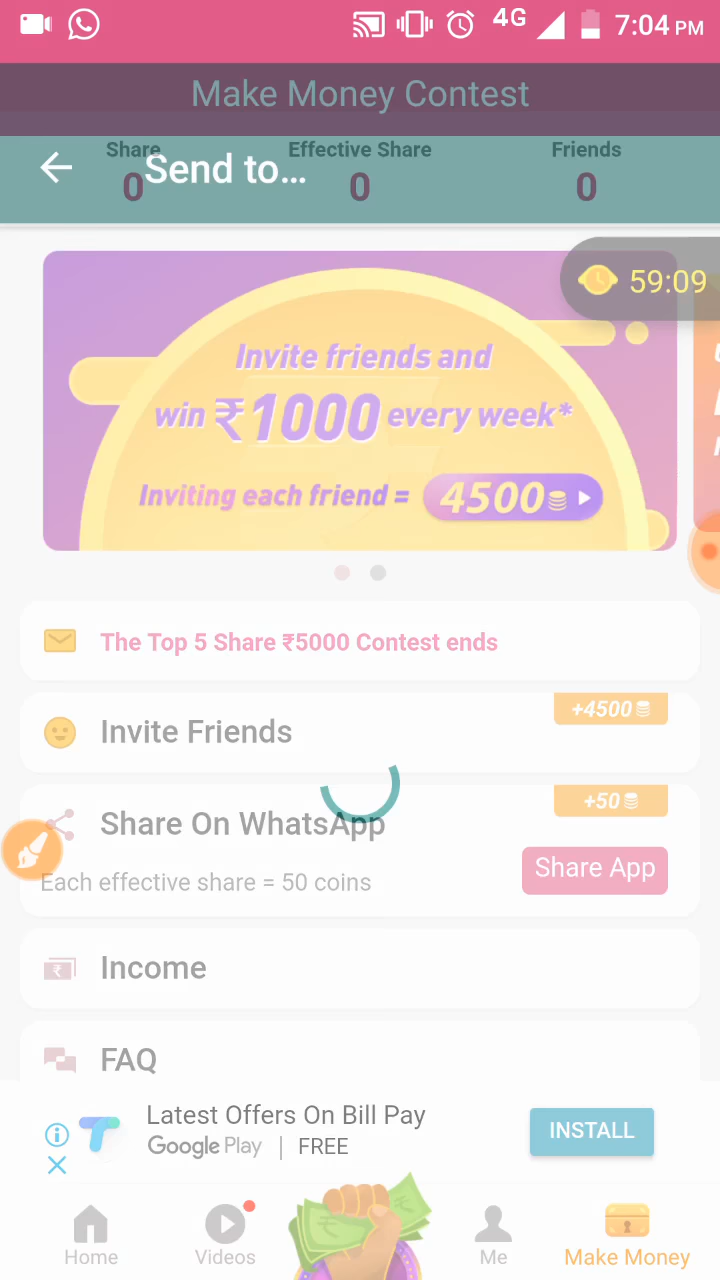 4G 7:04 PM
Make Money Contest
Share Effective Share Friends
Send to...
0 0 0
59:09
Invite friends and
win ₹1000 every week*
Inviting each friend = 4500
The Top 5 Share ₹5000 Contest ends
+4500
Invite Friends
+50
Share On WhatsApp
Share App
Each effective share = 50 coins
Income
FAQ
Latest Offers On Bill Pay
Google Play | FREE
INSTALL
Home Videos Me Make Money